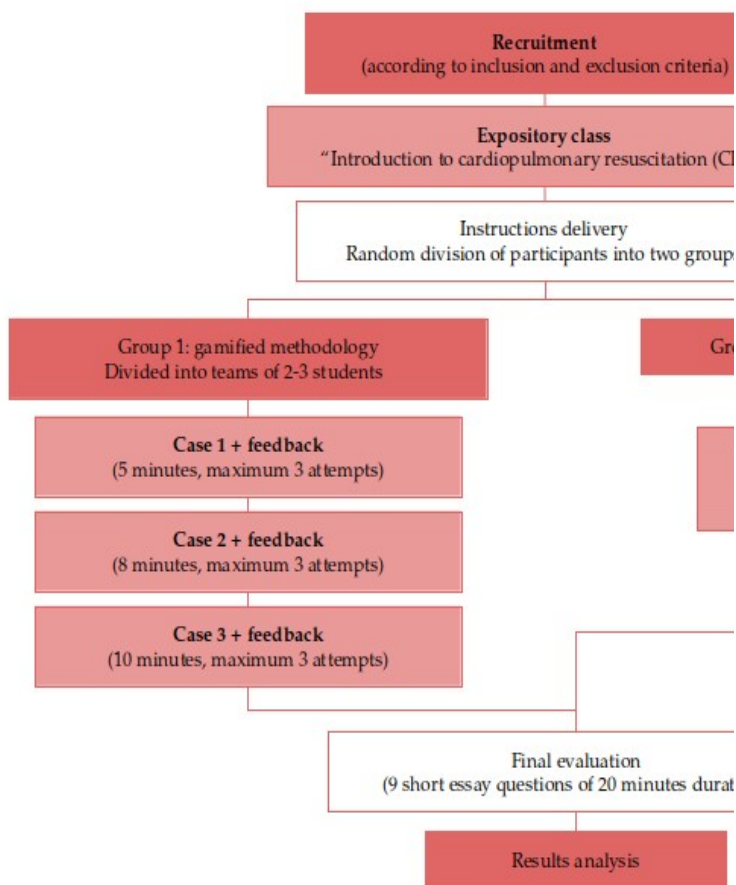 Recruitment
(according to inclusion and exclusion criteria)
Expository class
“Introduction to cardiopulmonary resuscitation
Instructions delivery
Random division of participants into two groups
Group 1: gamified methodology
Divided into teams of 2-3 students
Case 1 + feedback
(5 minutes, maximum 3 attempts)
Case 2 + feedback
(8 minutes, maximum 3 attempts)
Case 3 + feedback
(10 minutes, maximum 3 attempts)
Final evaluation
(9 short essay questions of 20 minutes
Results analysis